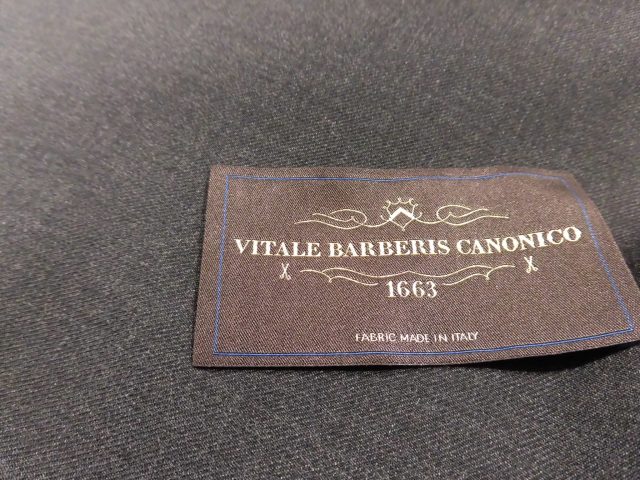 VITALE BARBERIS CANONICO
1663
FABRIC MADE IN ITALY